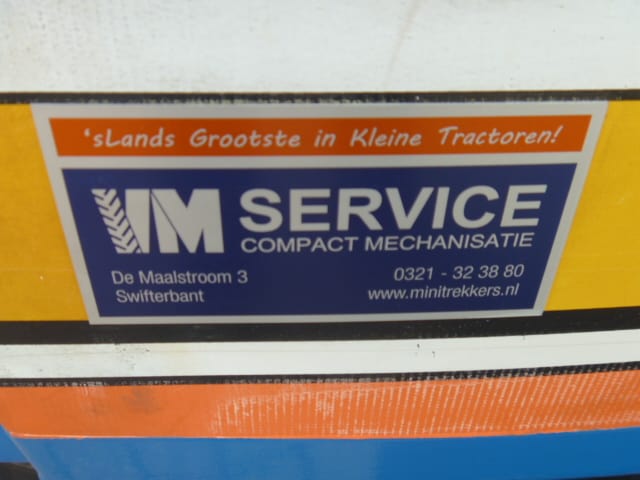 'sLands Grootste in Kleine Tractoren!
VM SERVICE
COMPACT MECHANISATIE
De Maalstroom 3
Swifterbant
0321 - 32 38 80
www.minitrekkers.nl